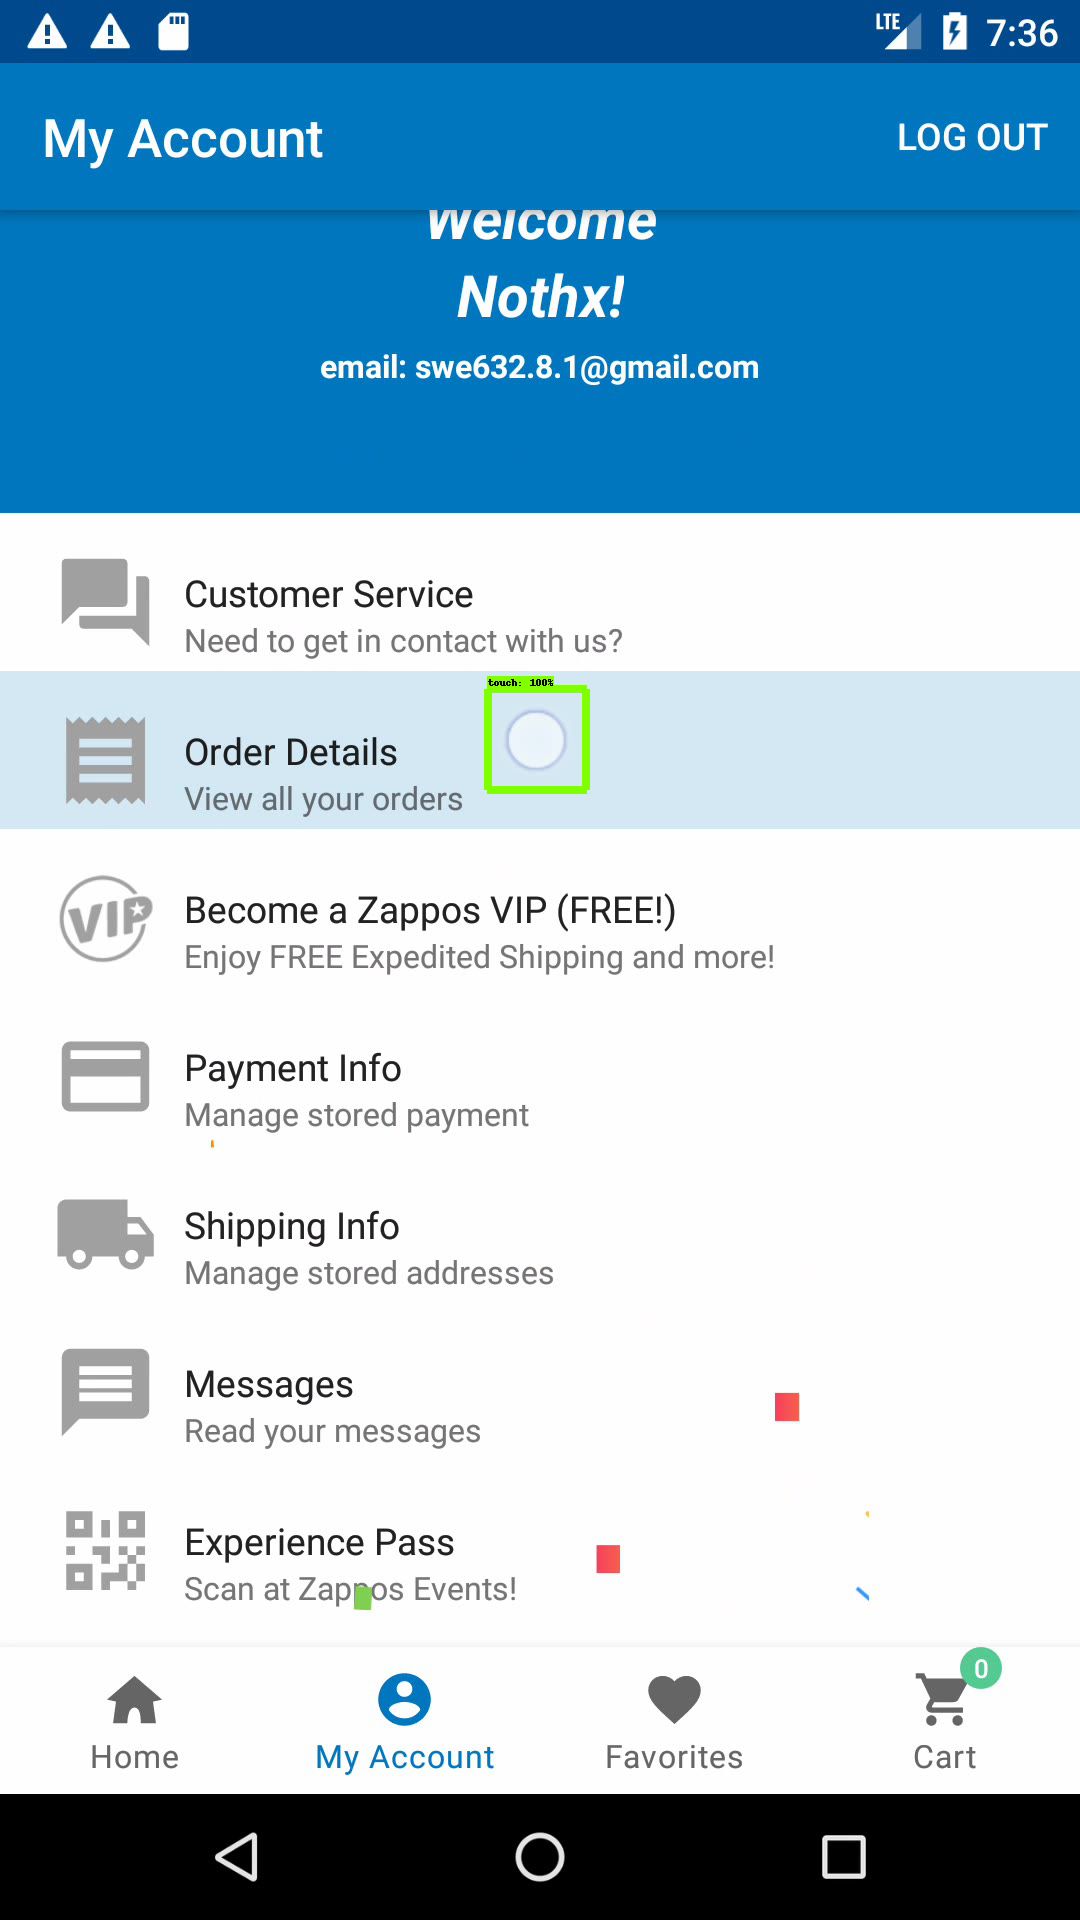 LTE 7:36
My Account LOG OUT
Welcome
Nothx!
email: swe632.8.1@gmail.com
Customer Service
Need to get in contact with us?
touch: 100%
Order Details
View all your orders
VIP
Become a Zappos VIP (FREE!)
Enjoy FREE Expedited Shipping and more!
Payment Info
Manage stored payment
Shipping Info
Manage stored addresses
Messages
Read your messages
Experience Pass
Scan at Zappos Events!
0
Home My Account Favorites Cart